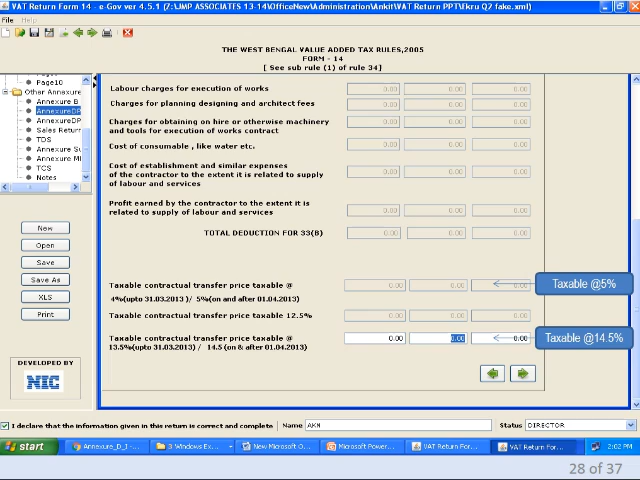 VAT Return Form 14 - e-Gov ver 4.5.1 (7:\JMP ASSOCIATES 13-14\OfficeNew\Administration\Ankit\VAT Return PPT\Ekru Q7 fake.xml)
File Help
THE WEST BENGAL VALUE ADDED TAX RULES,2005
FORM - 14
[ See sub rule (1) of rule 34]
Page10
Other Annexure
Annexure B
AnnexureDP
AnnexureDP
Sales Return
TDS
Annexure Su
Annexure MI
TCS
Notes
New
Open
Save
Save As
XLS
Print
DEVELOPED BY
NIC
Labour charges for execution of works 0.00 0.00 0.00
Charges for planning designing and architect fees 0.00 0.00 0.00
Charges for obtaining on hire or otherwise machinery
and tools for execution of works contract 0.00 0.00 0.00
Cost of consumable , like water etc. 0.00 0.00 0.00
Cost of establishment and similar expenses
of the contractor to the extent it is related to supply 0.00 0.00 0.00
of labour and services
Profit earned by the contractor to the extent it is
related to supply of labour and services 0.00 0.00 0.00
TOTAL DEDUCTION FOR 33(B) 0.00 0.00 0.00
Taxable contractual transfer price taxable @ 0.00 0.00 0.00 Taxable @5%
4%(upto 31.03.2013 )/ 5%(on and after 01.04.2013)
Taxable contractual transfer price taxable 12.5% 0.00 0.00 0.00
Taxable contractual transfer price taxable @ 0.00 0.00 0.00 Taxable @14.5%
13.5%(upto 31.03.2013) / 14.5 (on & after 01.04.2013)
I declare that the information given in this return is correct and complete Name AKN Status DIRECTOR
start Annexure_D_I -... 3 Windows Ex... New Microsoft O... Microsoft Power... VAT Return For... VAT Return For... 2:02 PM
28 of 37